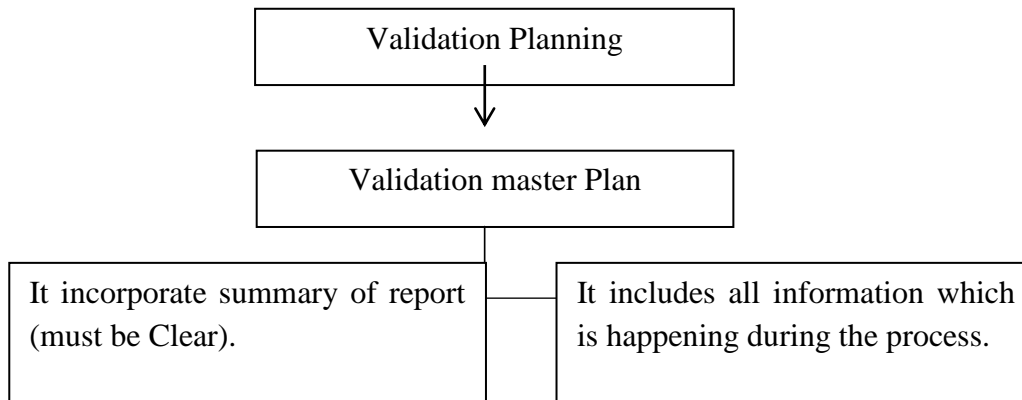 Validation Planning
Validation master Plan
It incorporate summary of report
(must be Clear).
It includes all information which
is happening during the process.